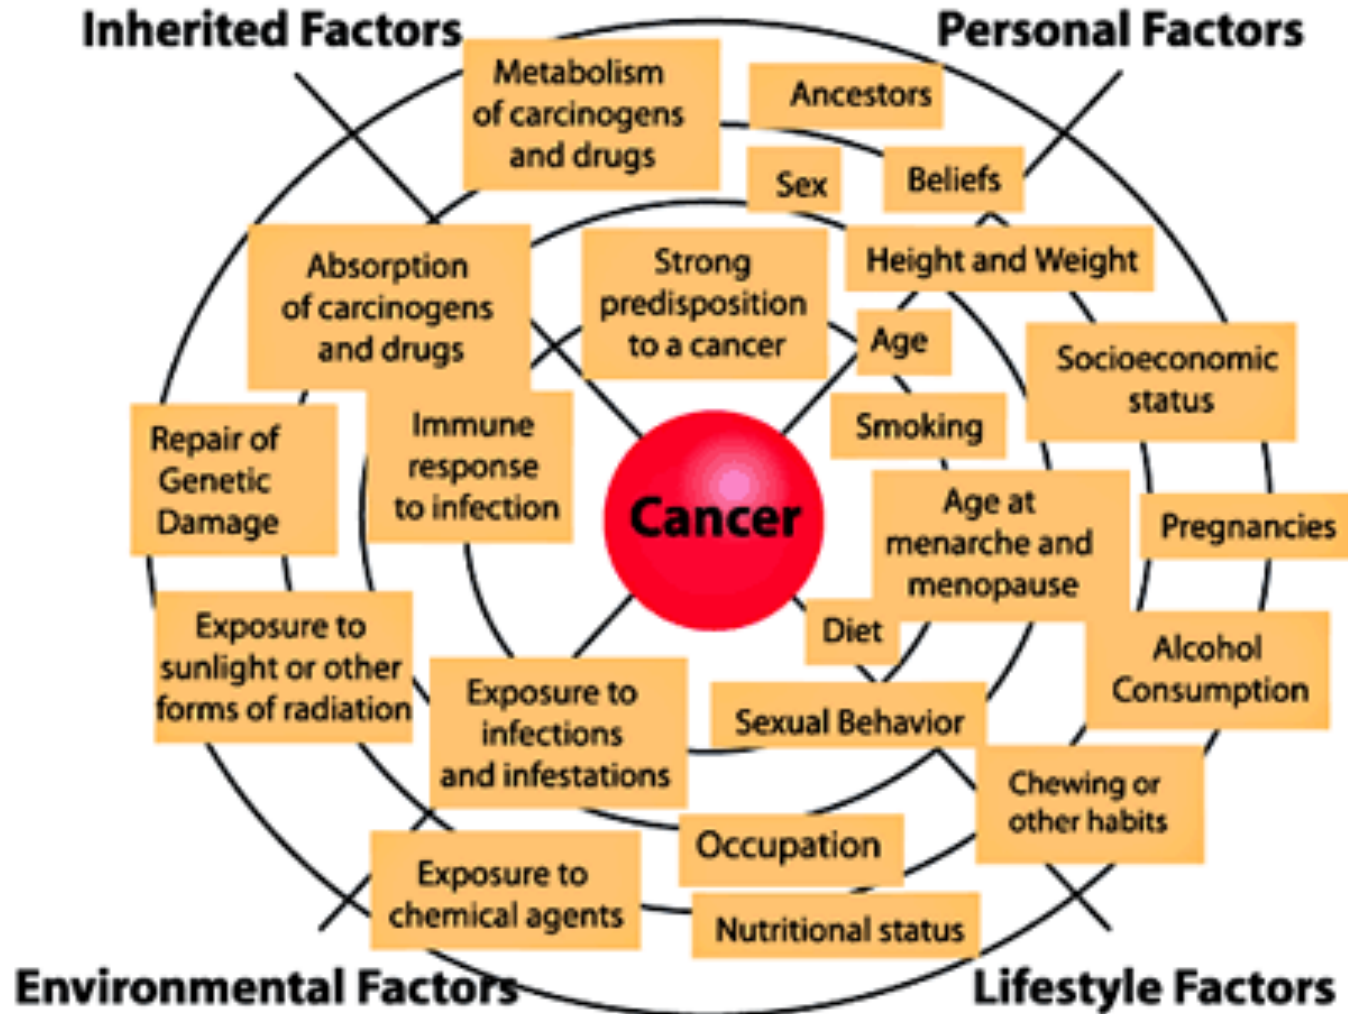 Inherited Factors
Personal Factors
Metabolism
of carcinogens
and drugs
Ancestors
Sex
Beliefs
Absorption
of carcinogens
and drugs
Strong
predisposition
to a cancer
Height and Weight
Age
Socioeconomic
status
Repair of
Genetic
Damage
Immune
response
to infection
Smoking
Cancer
Age at
menarche and
menopause
Pregnancies
Exposure to
sunlight or other
forms of radiation
Diet
Alcohol
Consumption
Exposure to
infections
and infestations
Sexual Behavior
Chewing or
other habits
Occupation
Exposure to
chemical agents
Nutritional status
Environmental Factors
Lifestyle Factors